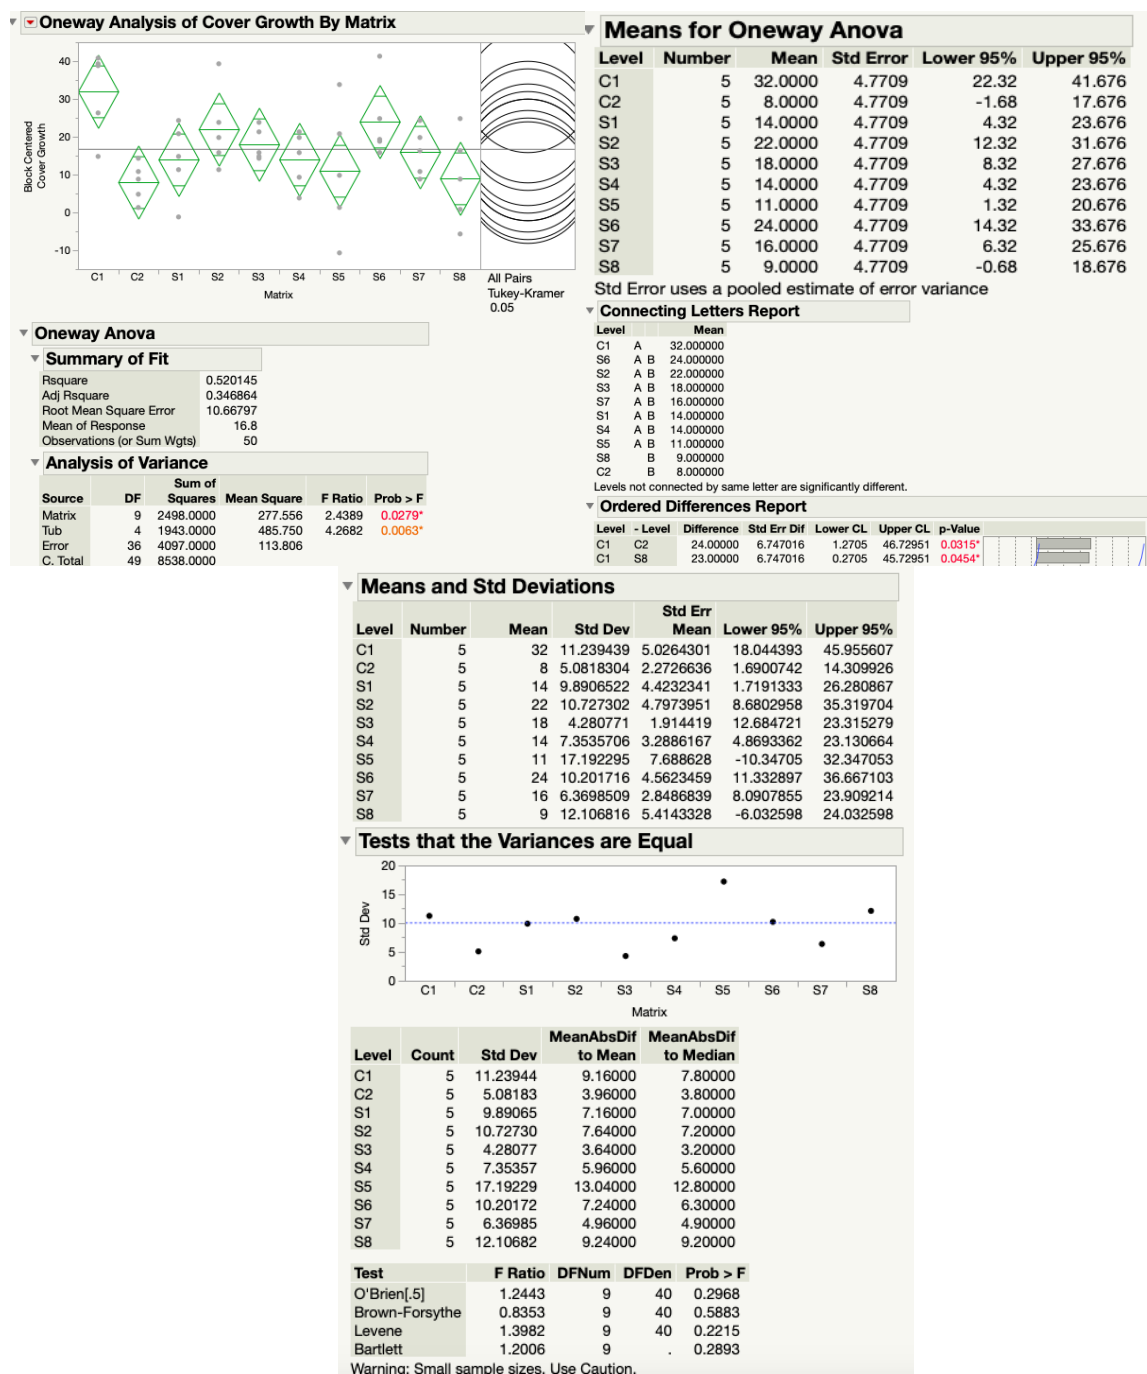 Oneway Analysis of Cover Growth By Matrix
Block Centered
Cover Growth
40
30
20
10
0
-10
C1 C2 S1 S2 S3 S4 S5 S6 S7 S8
Matrix
All Pairs
Tukey-Kramer
0.05
Oneway Anova
Summary of Fit
Rsquare 0.520145
Adj Rsquare 0.346864
Root Mean Square Error 10.66797
Mean of Response 16.8
Observations (or Sum Wgts) 50
Analysis of Variance
Sum of
Source DF Squares Mean Square F Ratio Prob > F
Matrix 9 2498.0000 277.556 2.4389 0.0279*
Tub 4 1943.0000 485.750 4.2682 0.0063*
Error 36 4097.0000 113.806
C. Total 49 8538.0000
Means for Oneway Anova
Level Number Mean Std Error Lower 95% Upper 95%
C1 5 32.0000 4.7709 22.32 41.676
C2 5 8.0000 4.7709 -1.68 17.676
S1 5 14.0000 4.7709 4.32 23.676
S2 5 22.0000 4.7709 12.32 31.676
S3 5 18.0000 4.7709 8.32 27.676
S4 5 14.0000 4.7709 4.32 23.676
S5 5 11.0000 4.7709 1.32 20.676
S6 5 24.0000 4.7709 14.32 33.676
S7 5 16.0000 4.7709 6.32 25.676
S8 5 9.0000 4.7709 -0.68 18.676
Std Error uses a pooled estimate of error variance
Connecting Letters Report
Level Mean
C1 A 32.000000
S6 A B 24.000000
S2 A B 22.000000
S3 A B 18.000000
S7 A B 16.000000
S1 A B 14.000000
S4 A B 14.000000
S5 A B 11.000000
S8 B 9.000000
C2 B 8.000000
Levels not connected by same letter are significantly different.
Ordered Differences Report
Level - Level Difference Std Err Dif Lower CL Upper CL p-Value
C1 C2 24.00000 6.747016 1.2705 46.72951 0.0315*
C1 S8 23.00000 6.747016 0.2705 45.72951 0.0454*
Means and Std Deviations
Std Err
Level Number Mean Std Dev Mean Lower 95% Upper 95%
C1 5 32 11.239439 5.0264301 18.044393 45.955607
C2 5 8 5.0818304 2.2726636 1.6900742 14.309926
S1 5 14 9.8906522 4.4232341 1.7191333 26.280867
S2 5 22 10.727302 4.7973951 8.6802958 35.319704
S3 5 18 4.280771 1.914419 12.684721 23.315279
S4 5 14 7.3535706 3.2886167 4.8693362 23.130664
S5 5 11 17.192295 7.688628 -10.34705 32.347053
S6 5 24 10.201716 4.5623459 11.332897 36.667103
S7 5 16 6.3698509 2.8486839 8.0907855 23.909214
S8 5 9 12.106816 5.4143328 -6.032598 24.032598
Tests that the Variances are Equal
Std Dev
20
15
10
5
0
C1 C2 S1 S2 S3 S4 S5 S6 S7 S8
Matrix
MeanAbsDif MeanAbsDif
Level Count Std Dev to Mean to Median
C1 5 11.23944 9.16000 7.80000
C2 5 5.08183 3.96000 3.80000
S1 5 9.89065 7.16000 7.00000
S2 5 10.72730 7.64000 7.20000
S3 5 4.28077 3.64000 3.20000
S4 5 7.35357 5.96000 5.60000
S5 5 17.19229 13.04000 12.80000
S6 5 10.20172 7.24000 6.30000
S7 5 6.36985 4.96000 4.90000
S8 5 12.10682 9.24000 9.20000
Test F Ratio DFNum DFDen Prob > F
O'Brien[.5] 1.2443 9 40 0.2968
Brown-Forsythe 0.8353 9 40 0.5883
Levene 1.3982 9 40 0.2215
Bartlett 1.2006 9 . 0.2893
Warning: Small sample sizes. Use Caution.